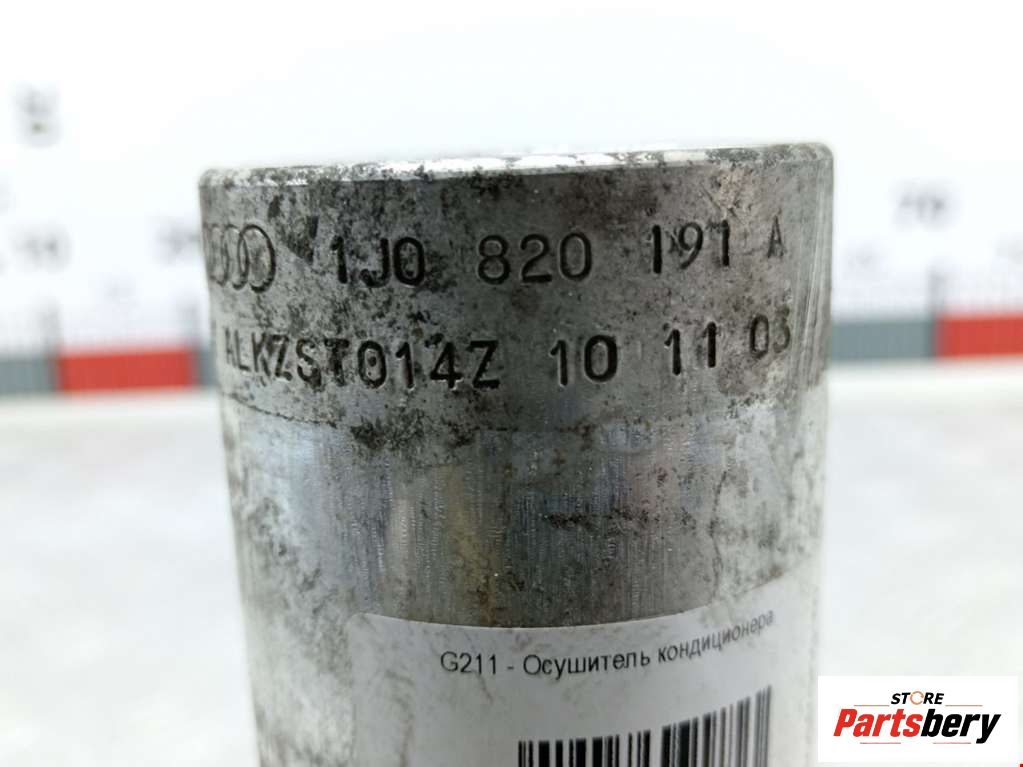 1J0 820 191 A
ALKZST014Z 10 11 03
G211 - Осушитель кондиционера
STORE
Partsbery